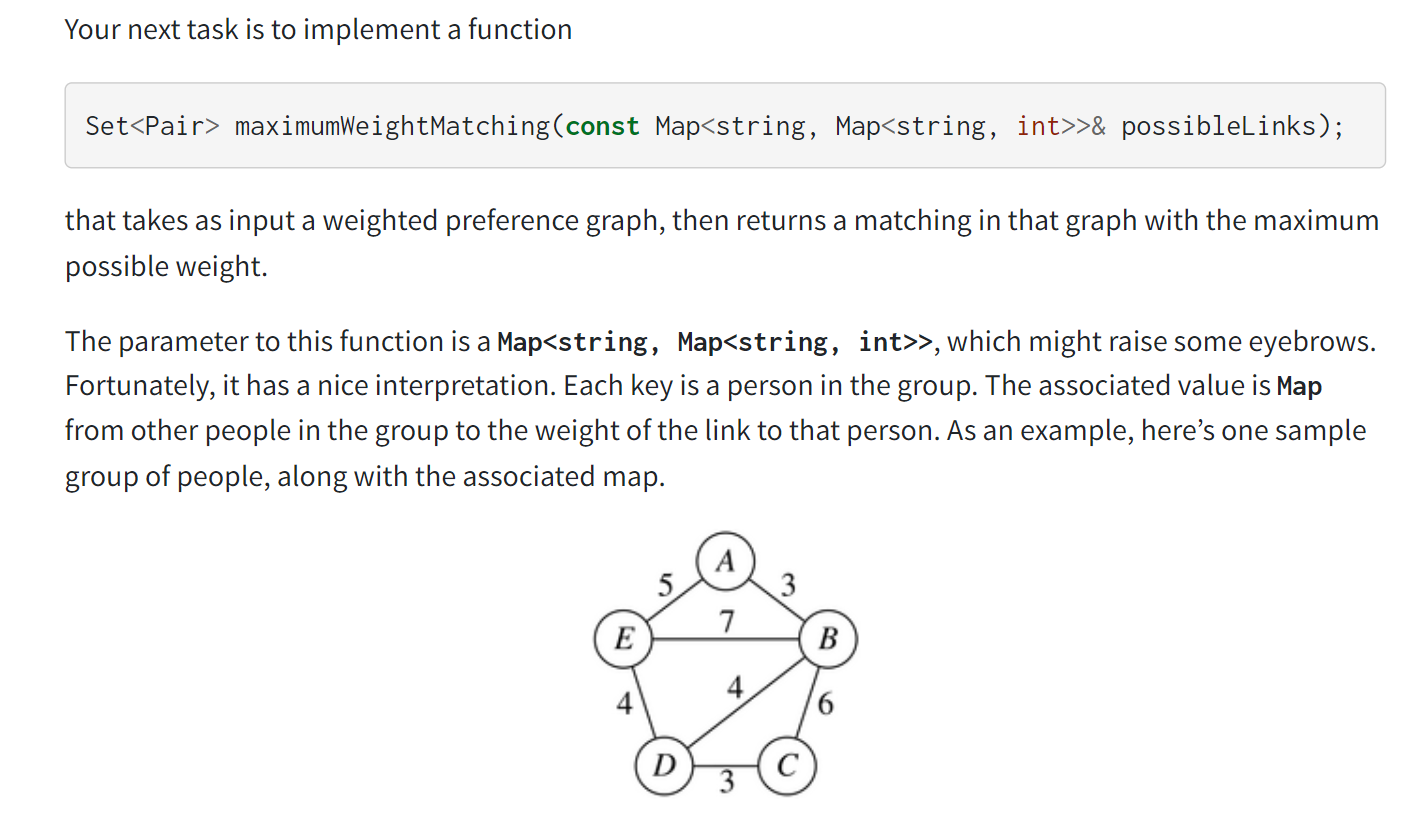 Your next task is to implement a function
Set<Pair> maximumWeightMatching(const Map<string, Map<string, int>>& possibleLinks);
that takes as input a weighted preference graph, then returns a matching in that graph with the maximum
possible weight.
The parameter to this function is a Map<string, Map<string, int>>, which might raise some eyebrows.
Fortunately, it has a nice interpretation. Each key is a person in the group. The associated value is Map
from other people in the group to the weight of the link to that person. As an example, here’s one sample
group of people, along with the associated map.
A
5 3
7
E B
4
4 6
D C
3